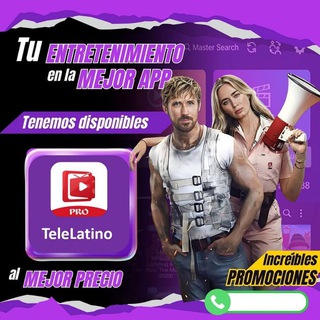 Tu ENTRETENIMIENTO
en la MEJOR APP
Master Search
Tenemos disponibles
PRO
TeleLatino
al MEJOR PRECIO
Increíbles
PROMOCIONES